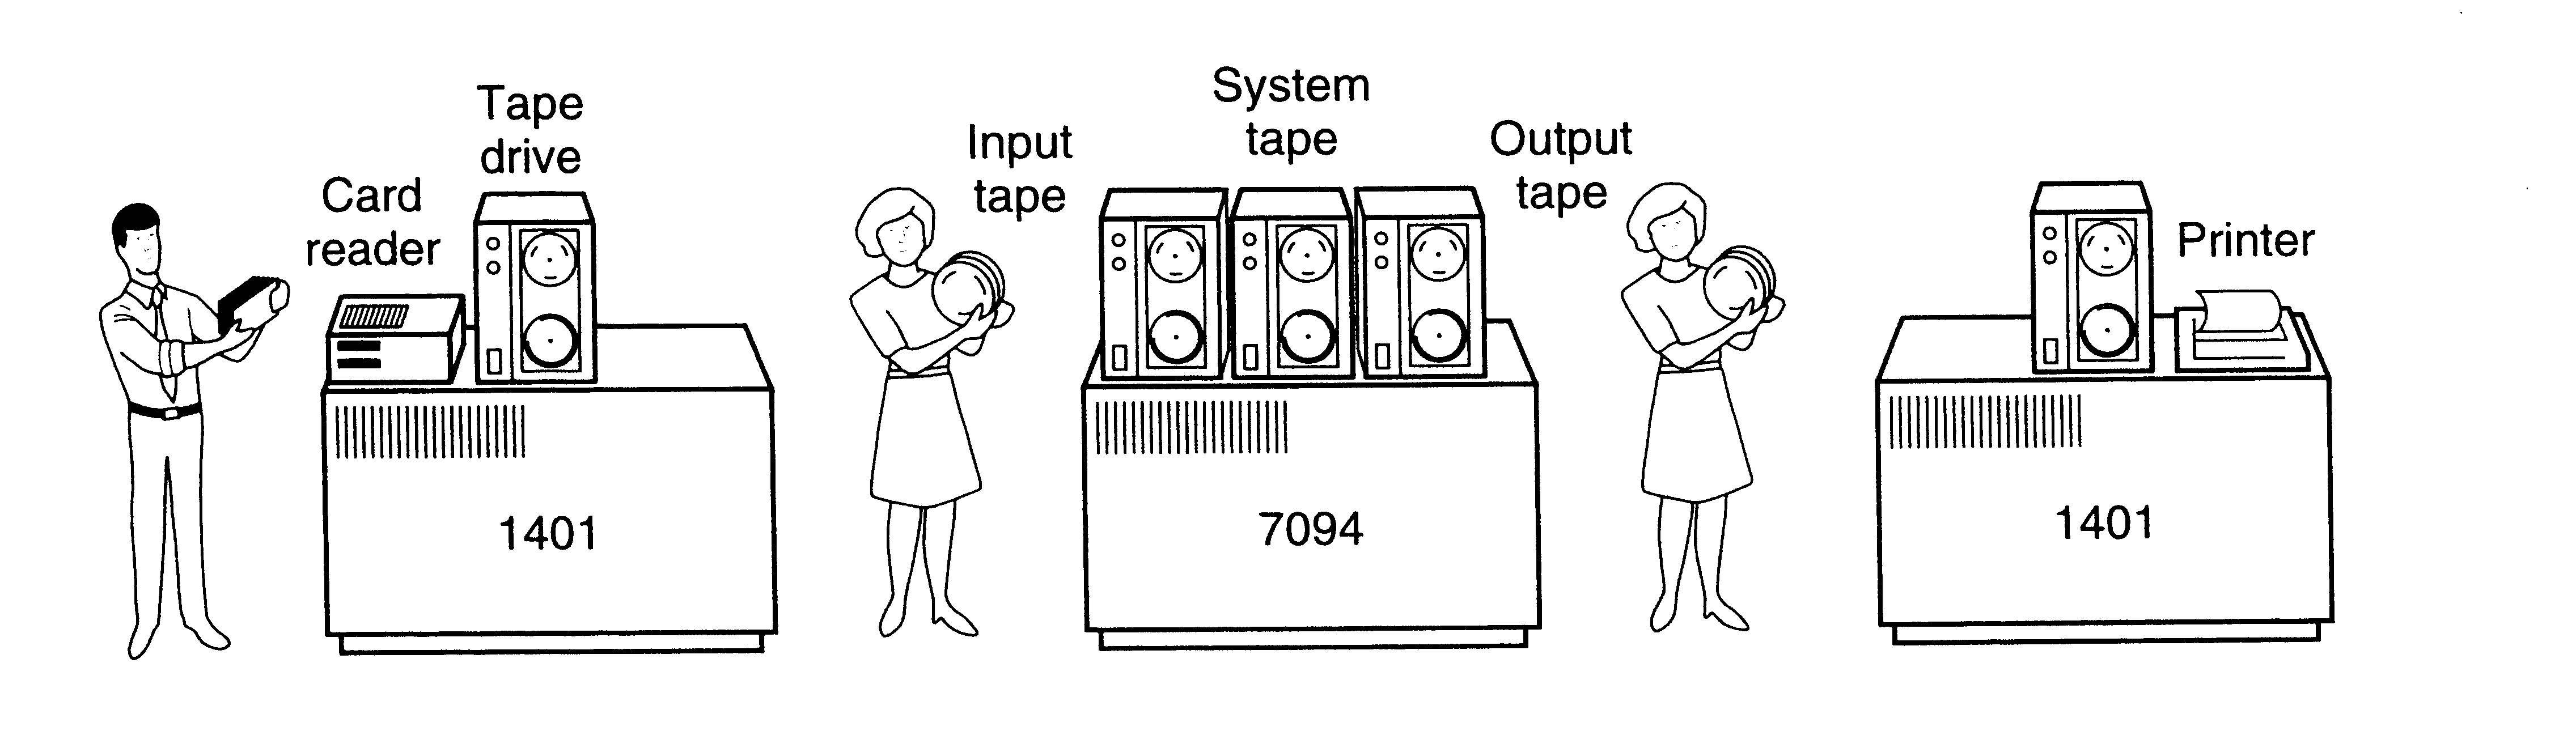 Card
reader
Tape
drive
1401
Input
tape
System
tape
Output
tape
7094
Printer
1401